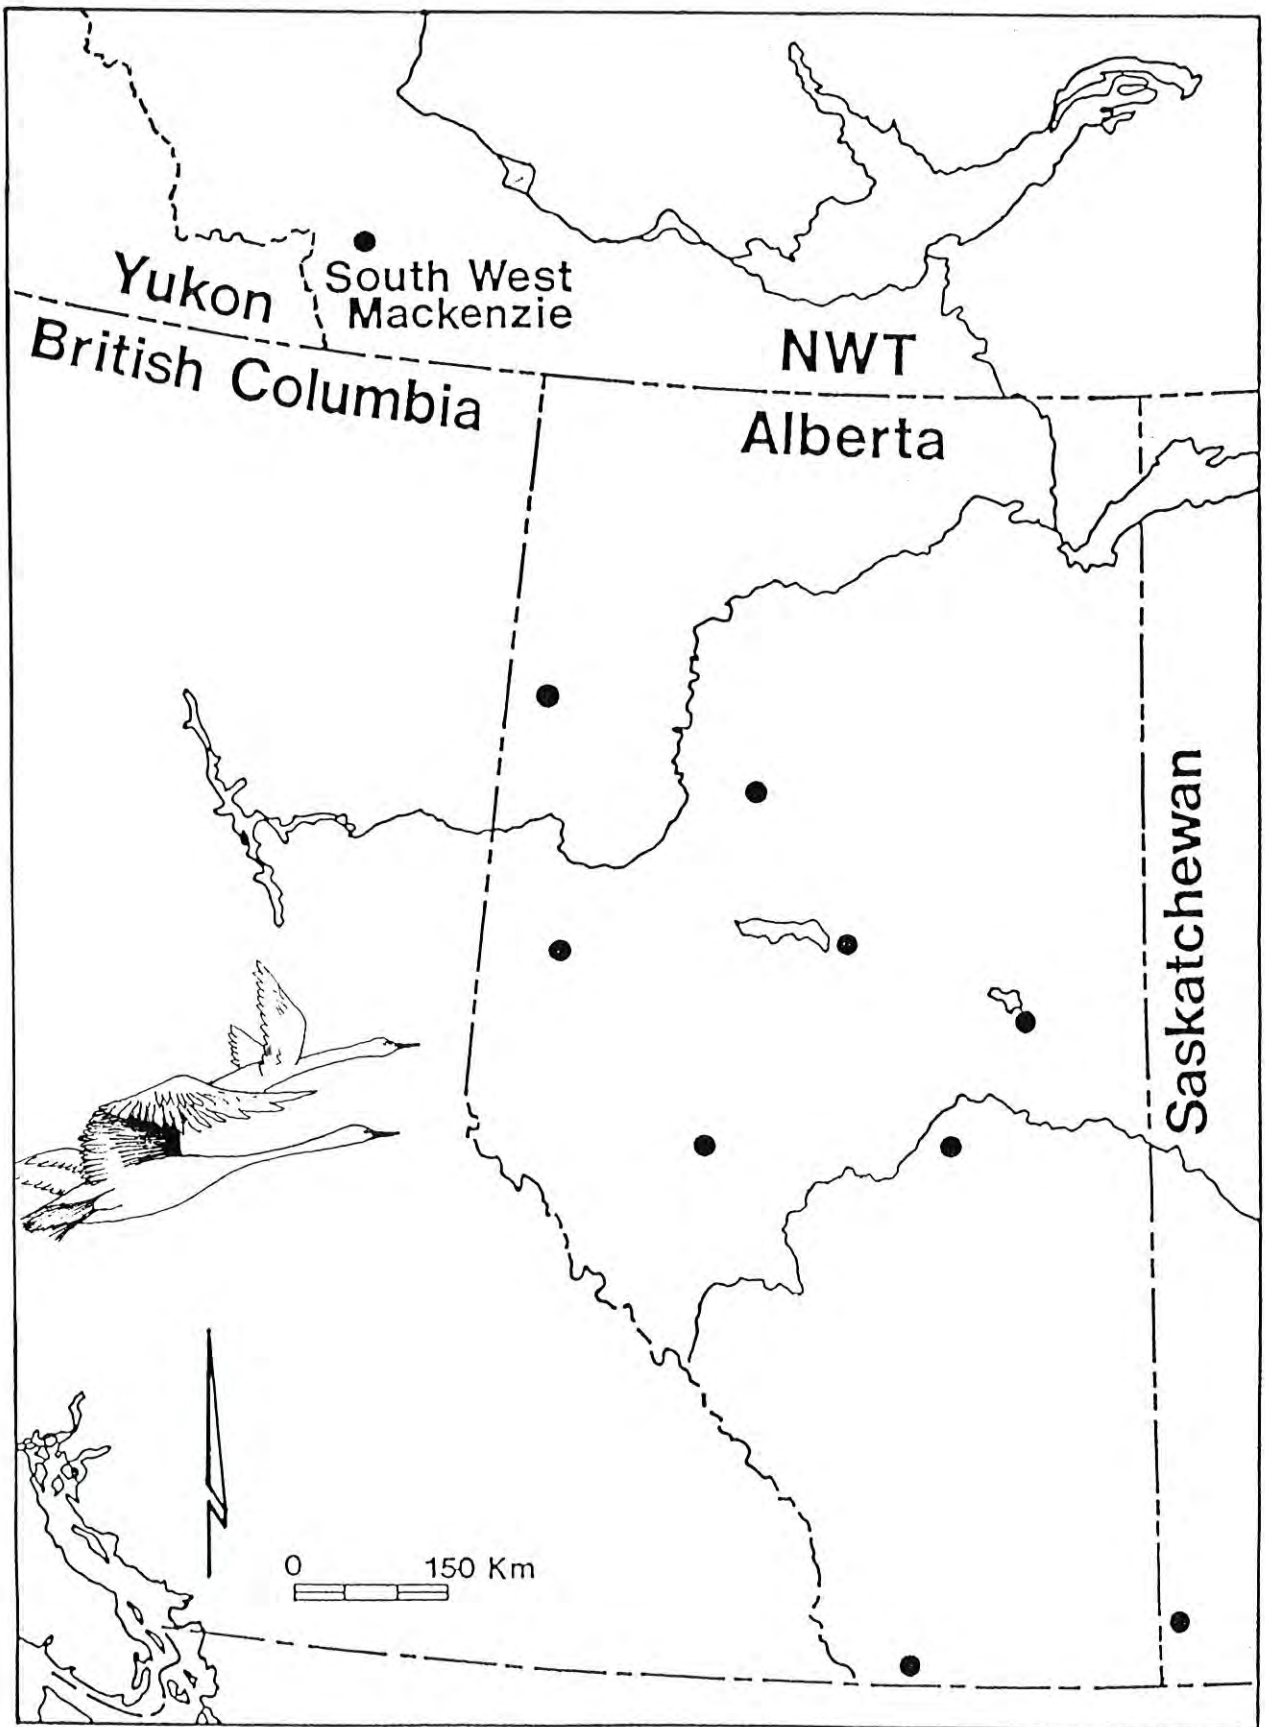 Yukon
South West
Mackenzie
British Columbia
NWT
Alberta
Saskatchewan
0 150 Km